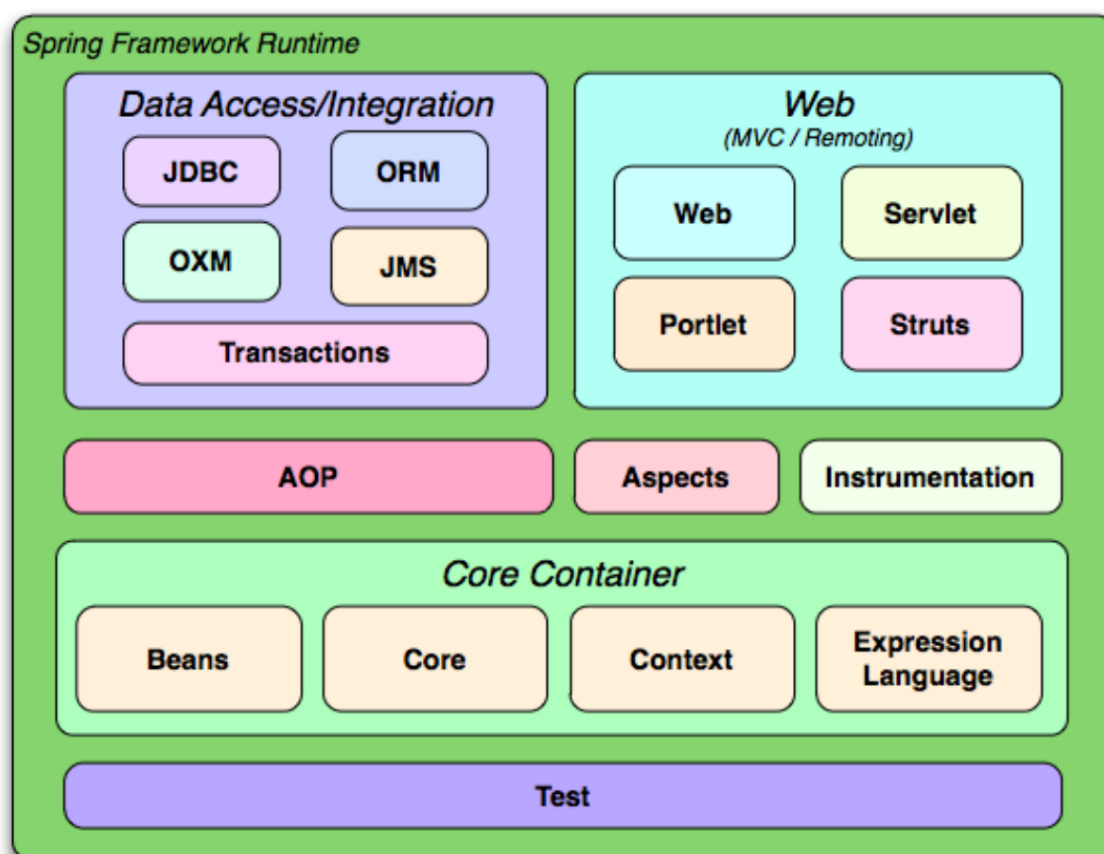 Spring Framework Runtime
Data Access/Integration
JDBC
ORM
OXM
JMS
Transactions
Web
(MVC / Remoting)
Web
Servlet
Portlet
Struts
AOP
Aspects
Instrumentation
Core Container
Beans
Core
Context
Expression
Language
Test